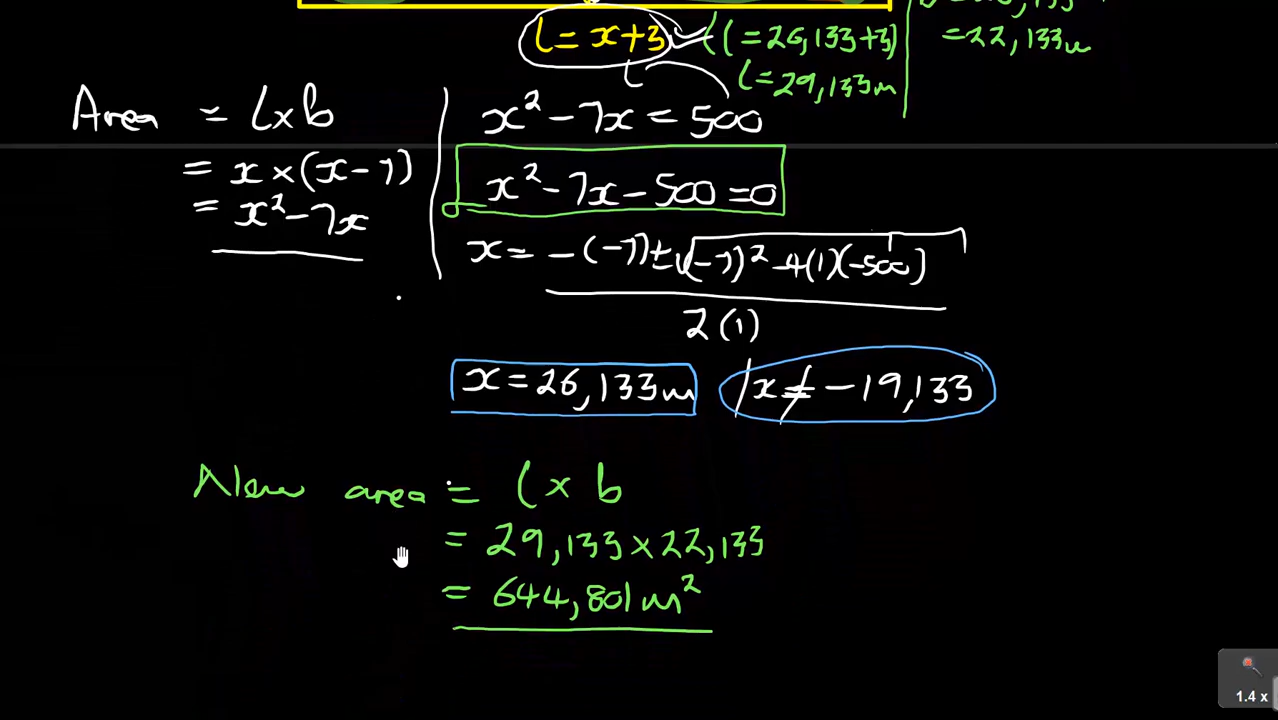 l = x+3 (l = 26,133+3)
l = 29,133m
= 22,133m
Area = l x b
= x × (x - 7)
= x² - 7x
x² - 7x = 500
x² - 7x - 500 = 0
x = -(-7) ± √(-7)² - 4(1)(-500)
2(1)
x = 26,133m x ≠ -19,133
New area = l x b
= 29,133 x 22,133
= 644,801 m²
1.4 x